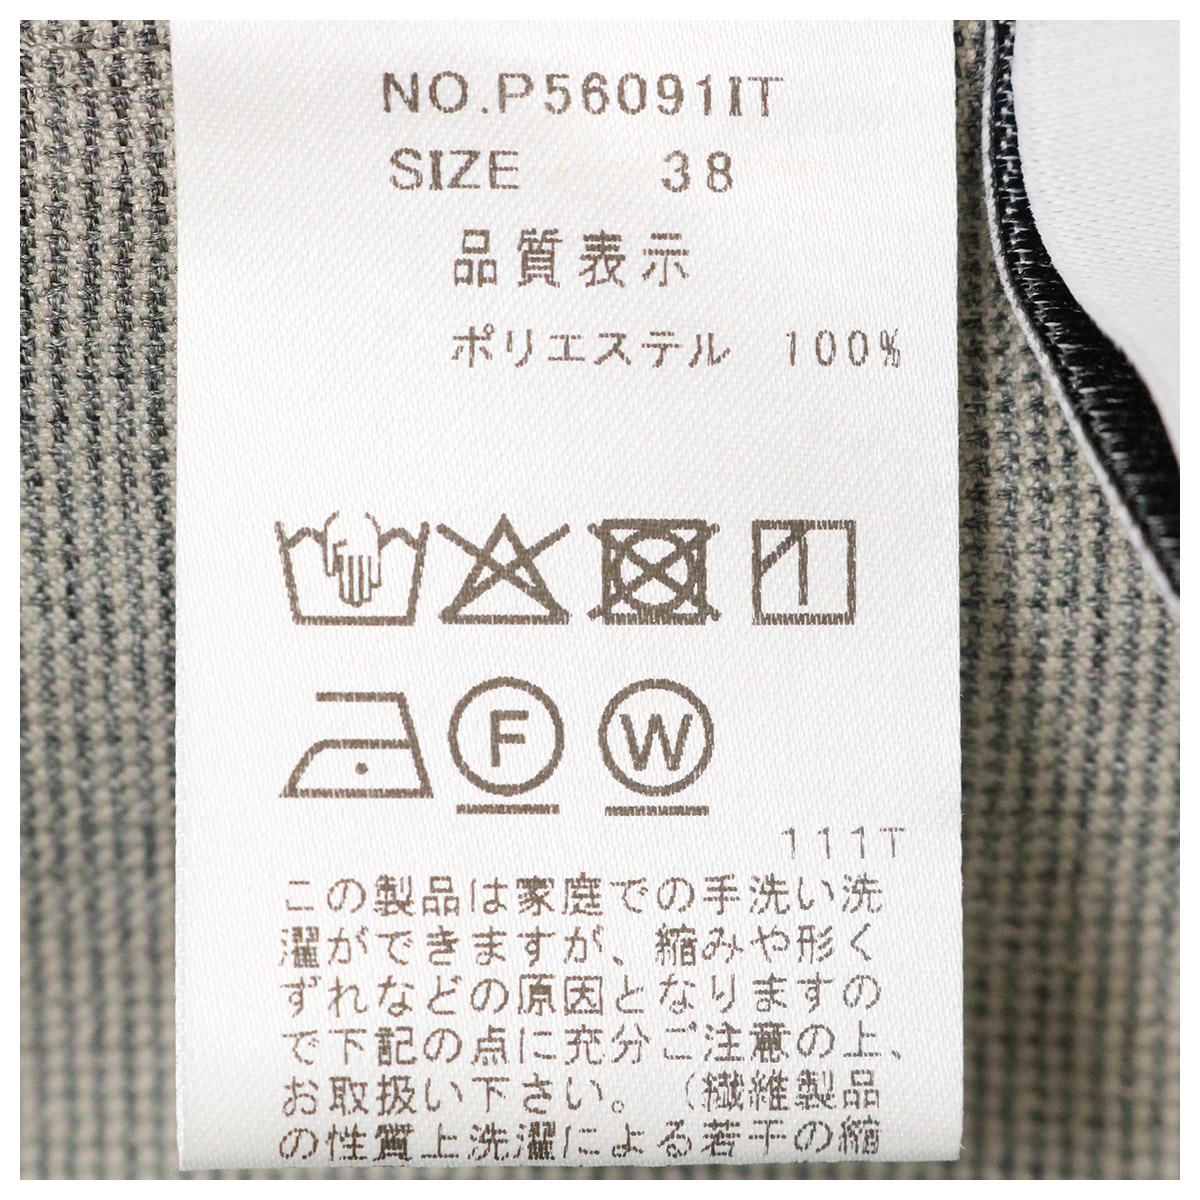 NO.P56091IT
SIZE 38
品質表示
ポリエステル 100%
F W
111T
この製品は家庭での手洗い洗
濯ができますが、縮みや形く
ずれなどの原因となりますの
で下記の点に充分ご注意の上、
お取扱い下さい。(繊維製品
の性質上洗濯による若干の縮